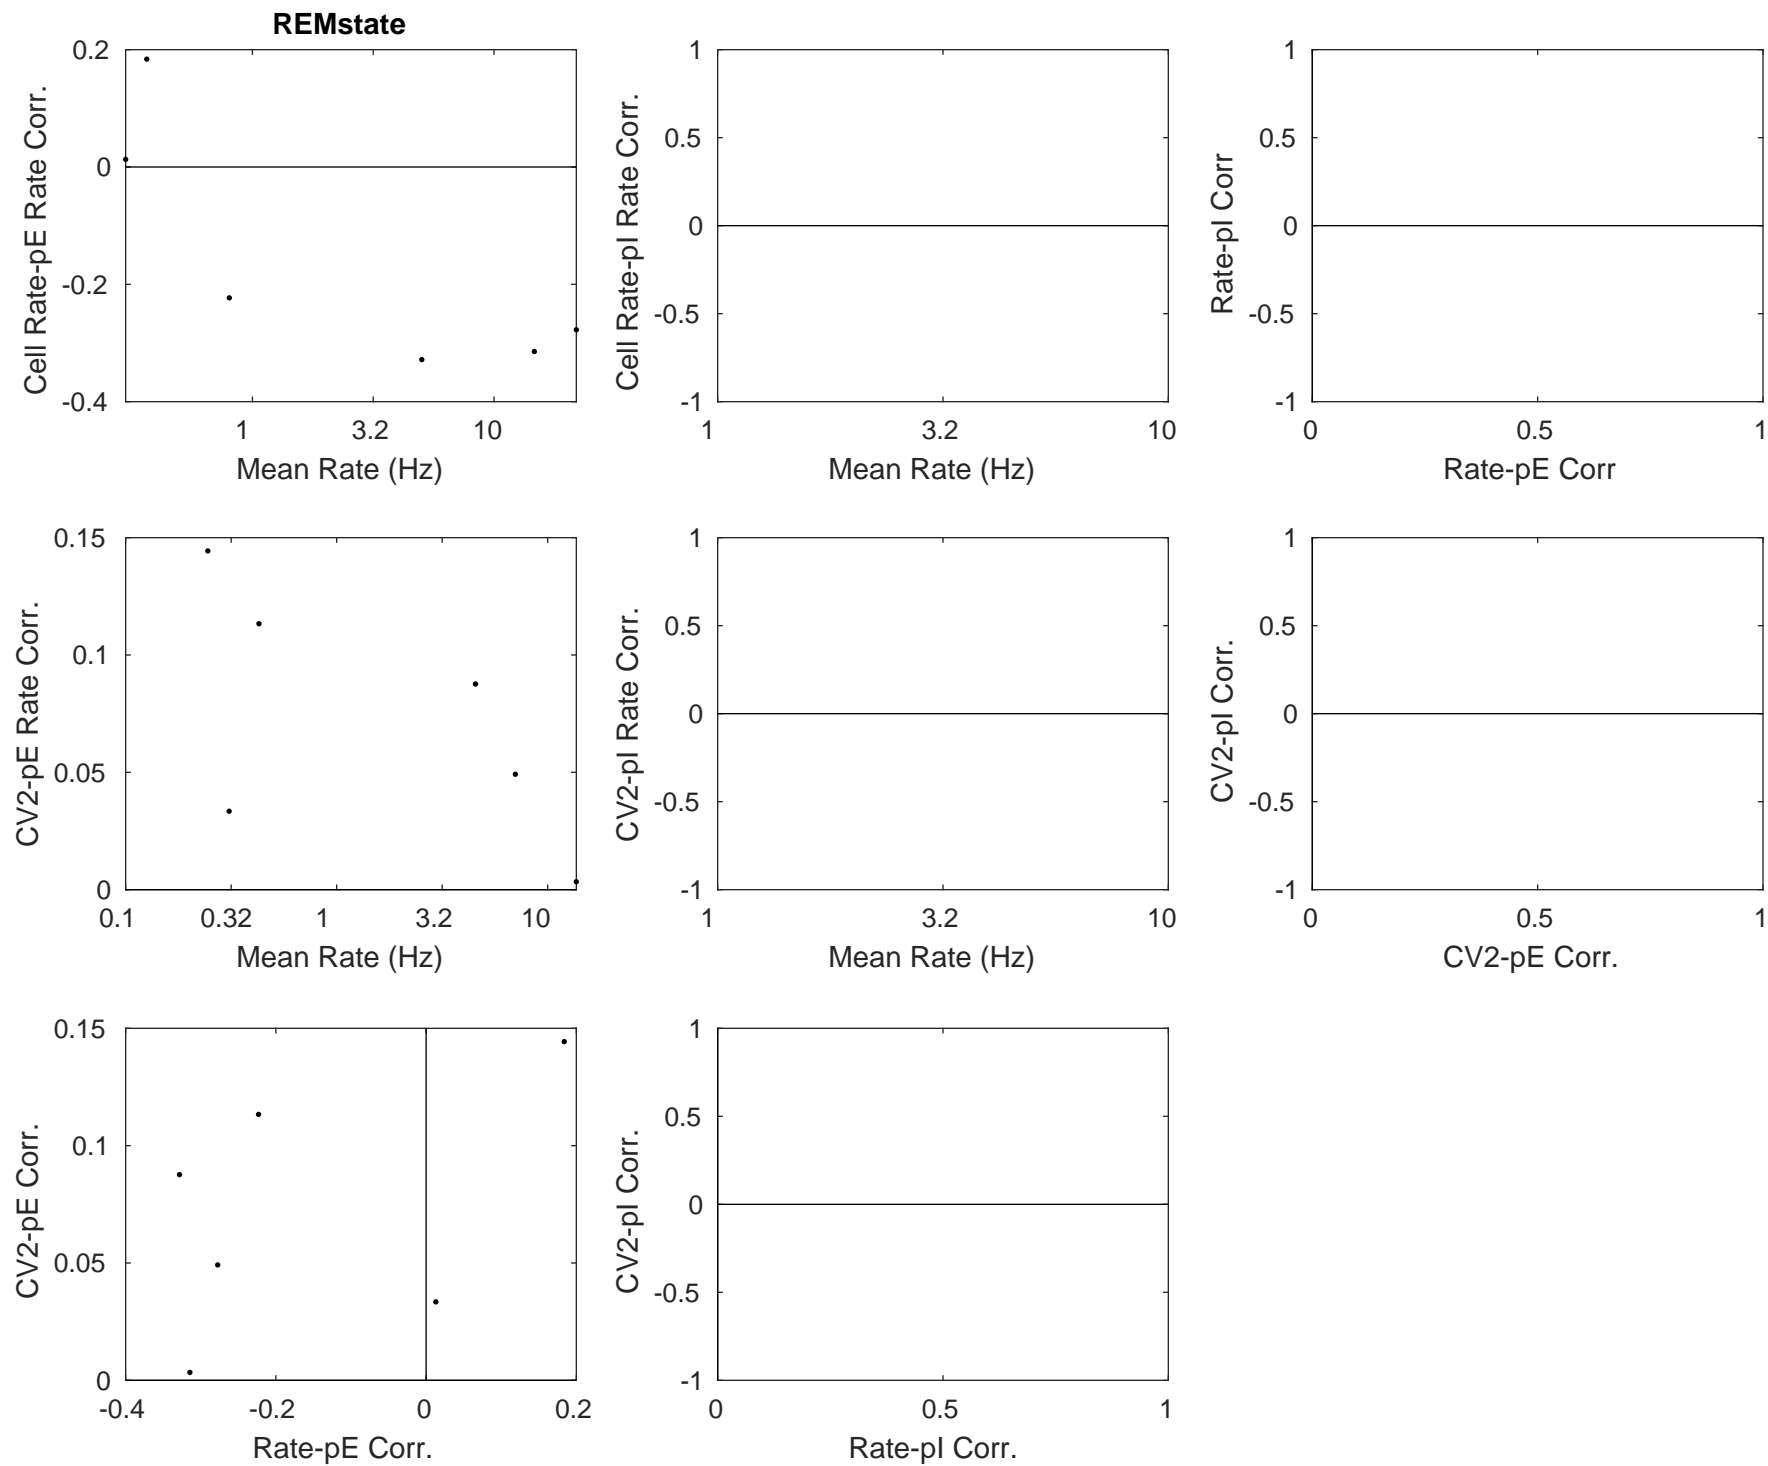 REMstate
0.2
0
-0.2
-0.4
Cell Rate-pE Rate Corr.
1 3.2 10
Mean Rate (Hz)
1
0.5
0
-0.5
-1
Cell Rate-pI Rate Corr.
1 3.2 10
Mean Rate (Hz)
1
0.5
0
-0.5
-1
Rate-pI Corr
0 0.5 1
Rate-pE Corr
0.15
0.1
0.05
0
CV2-pE Rate Corr.
0.1 0.32 1 3.2 10
Mean Rate (Hz)
1
0.5
0
-0.5
-1
CV2-pI Rate Corr.
1 3.2 10
Mean Rate (Hz)
1
0.5
0
-0.5
-1
CV2-pI Corr.
0 0.5 1
CV2-pE Corr.
0.15
0.1
0.05
0
CV2-pE Corr.
-0.4 -0.2 0 0.2
Rate-pE Corr.
1
0.5
0
-0.5
-1
CV2-pI Corr.
0 0.5 1
Rate-pI Corr.